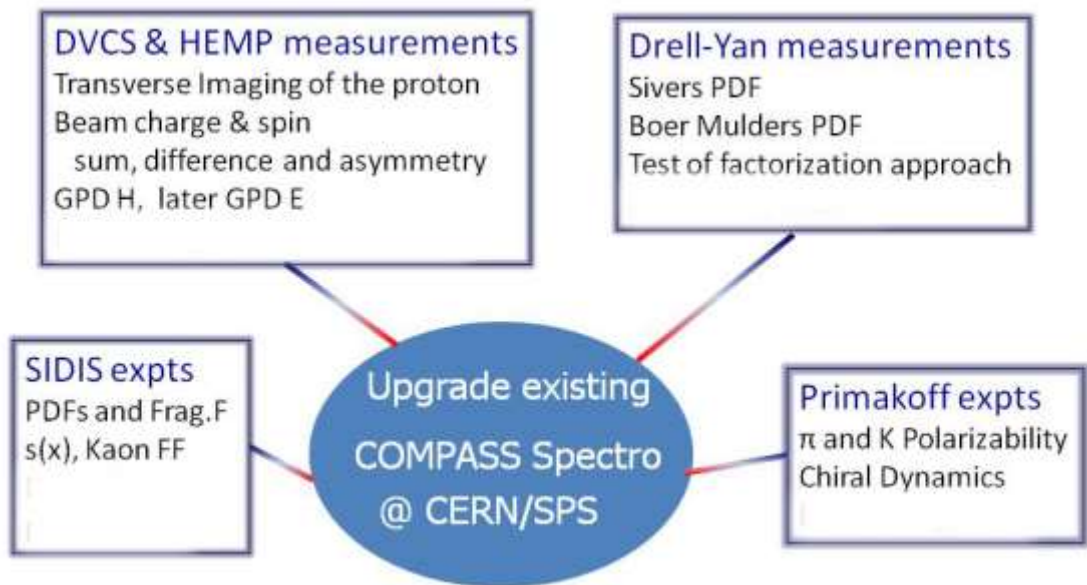 DVCS & HEMP measurements
Transverse Imaging of the proton
Beam charge & spin
sum, difference and asymmetry
GPD H, later GPD E
Drell-Yan measurements
Sivers PDF
Boer Mulders PDF
Test of factorization approach
SIDIS expts
PDFs and Frag.F
s(x), Kaon FF
Upgrade existing
COMPASS Spectro
@ CERN/SPS
Primakoff expts
π and K Polarizability
Chiral Dynamics